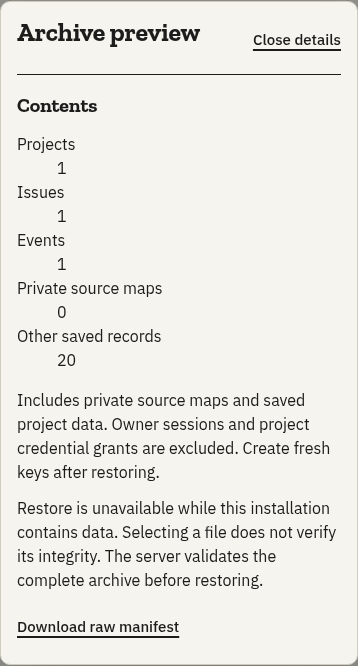 Archive preview
Close details
Contents
Projects
1
Issues
1
Events
1
Private source maps
0
Other saved records
20
Includes private source maps and saved
project data. Owner sessions and project
credential grants are excluded. Create fresh
keys after restoring.
Restore is unavailable while this installation
contains data. Selecting a file does not verify
its integrity. The server validates the
complete archive before restoring.
Download raw manifest